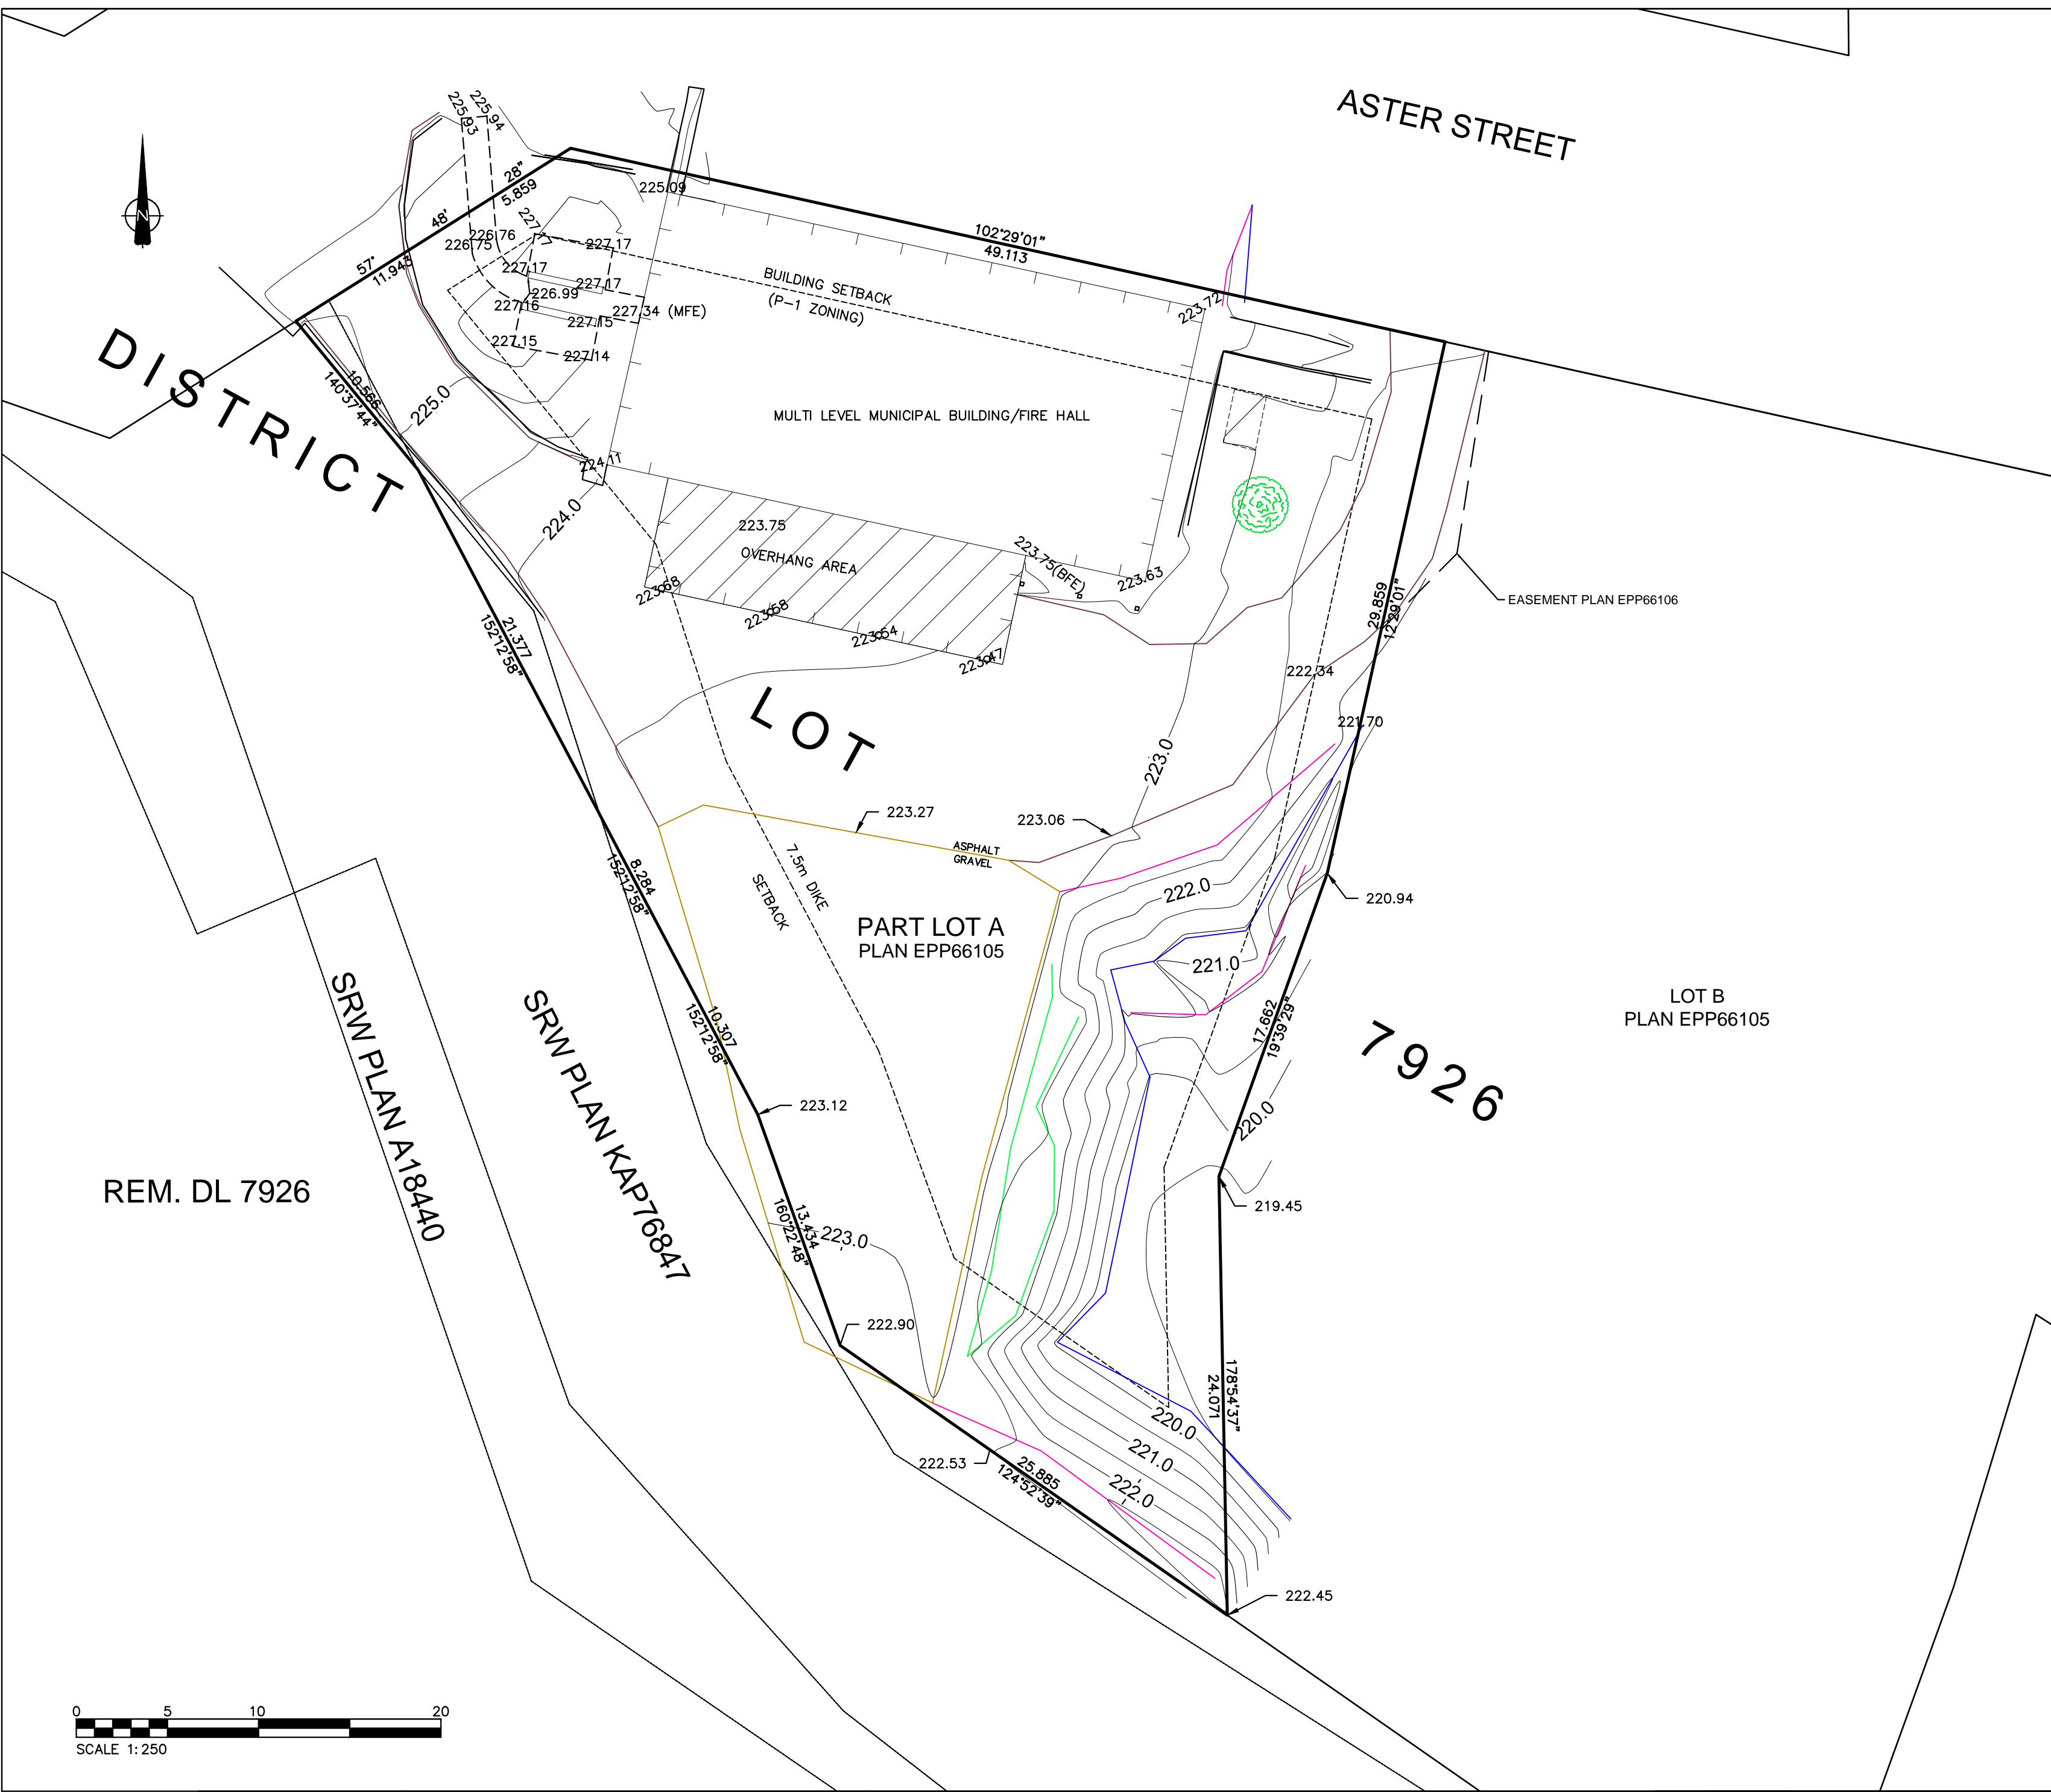 ASTER STREET
225.93
225.94
N
28"
5.859
48'
57°
11.943
225.09
102°29'01"
49.113
226.76
226.75
227.17
227.17
227.17
226.99
227.16
227.15
227.34 (MFE)
227.15
227.14
BUILDING SETBACK
(P-1 ZONING)
223.72
DISTRICT
10.566
140°37'44"
225.0
MULTI LEVEL MUNICIPAL BUILDING/FIRE HALL
224.11
224.0
223.75
OVERHANG AREA
223.75(BFE)
223.63
223.68
223.58
223.54
223.47
29.859
12°29'01"
EASEMENT PLAN EPP66106
21.377
152°12'58"
222.34
221.70
LOT
223.0
223.27
223.06
ASPHALT
GRAVEL
8.284
152°12'58"
7.5m DIKE
SETBACK
222.0
220.94
PART LOT A
PLAN EPP66105
221.0
LOT B
PLAN EPP66105
10.307
152°12'58"
17.662
19°39'29"
7926
SRW PLAN A18440
SRW PLAN KAP76847
223.12
220.0
REM. DL 7926
219.45
13.434
160°22'48"
223.0
222.90
178°54'37"
24.071
220.0
221.0
222.0
222.53
25.885
124°52'39"
222.45
0 5 10 20
SCALE 1:250